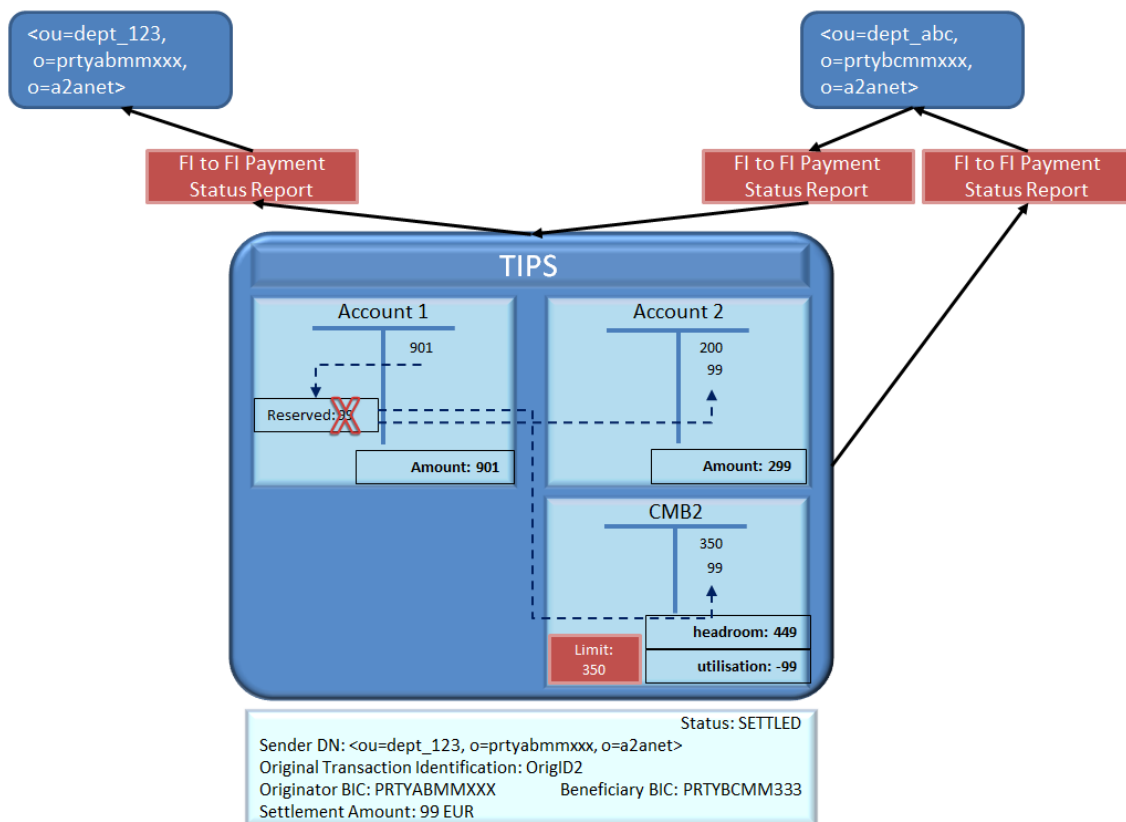 <ou=dept_123,
o=prtyabmmxxx,
o=a2anet>
<ou=dept_abc,
o=prtybcmmxxx,
o=a2anet>
FI to FI Payment
Status Report
FI to FI Payment
Status Report
FI to FI Payment
Status Report
TIPS
Account 1
901
Reserved: 99
Amount: 901
Account 2
200
99
Amount: 299
CMB2
350
99
headroom: 449
utilisation: -99
Limit:
350
Status: SETTLED
Sender DN: <ou=dept_123, o=prtyabmmxxx, o=a2anet>
Original Transaction Identification: OrigID2
Originator BIC: PRTYABMMXXX Beneficiary BIC: PRTYBCMM333
Settlement Amount: 99 EUR